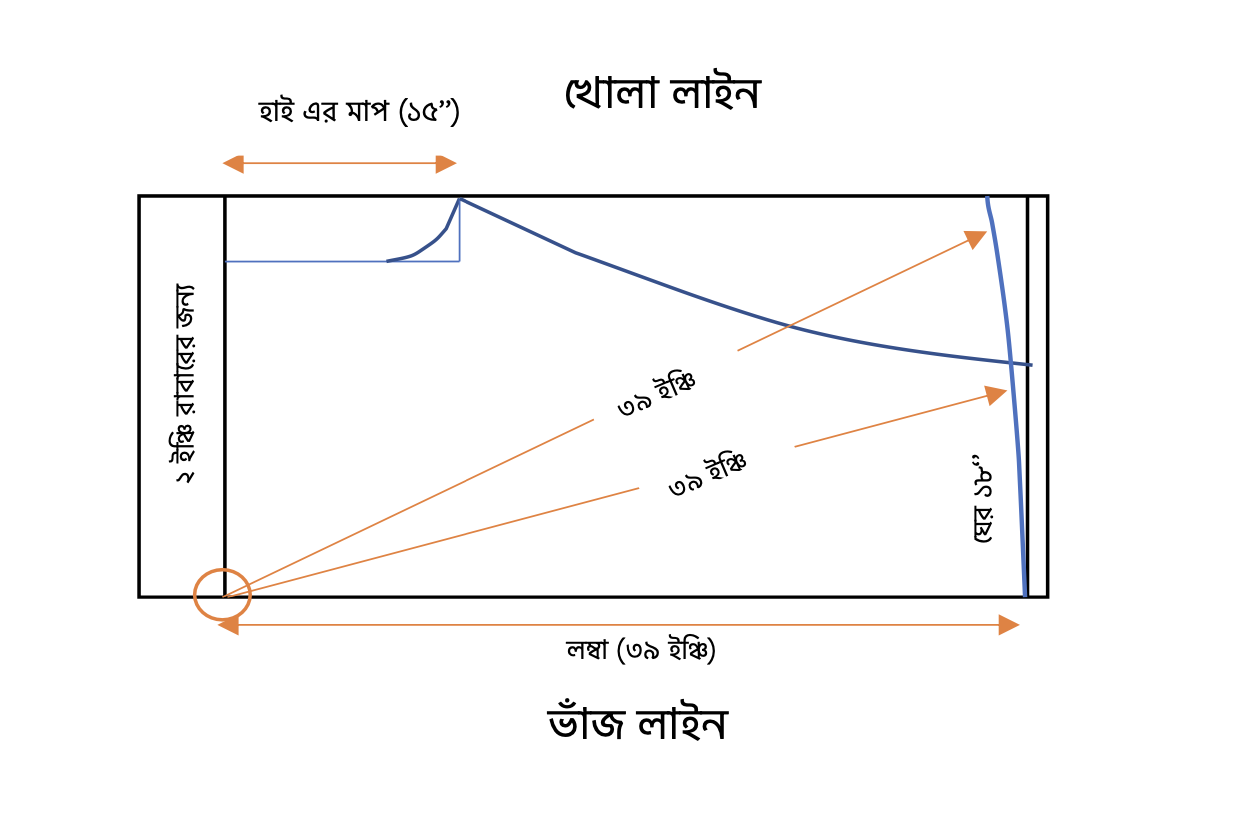 খোলা লাইন
হাই এর মাপ (১৫”)
২ ইঞ্চি রাবারের জন্য
৩৯ ইঞ্চি
৩৯ ইঞ্চি
ঘের ১৮“
লম্বা (৩৯ ইঞ্চি)
ভাঁজ লাইন